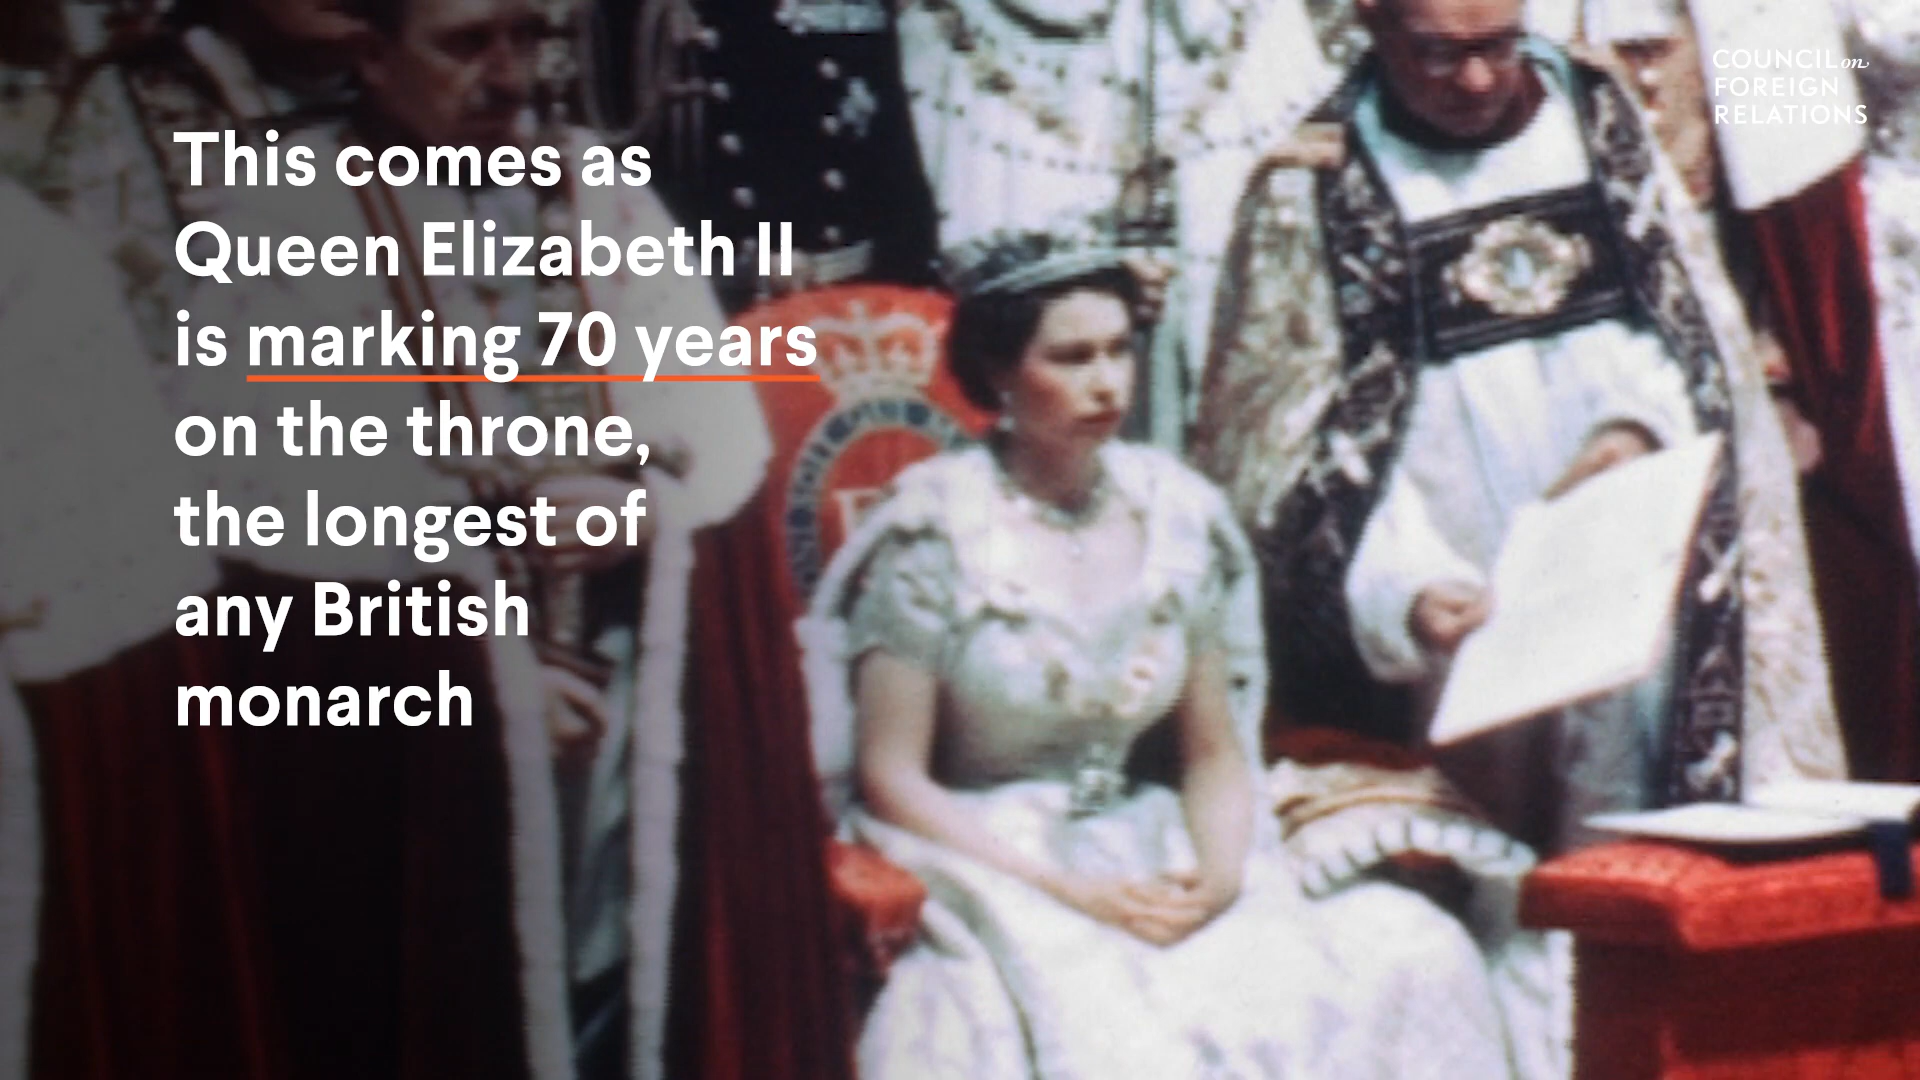 This comes as
Queen Elizabeth II
is marking 70 years
on the throne,
the longest of
any British
monarch
COUNCIL on
FOREIGN
RELATIONS